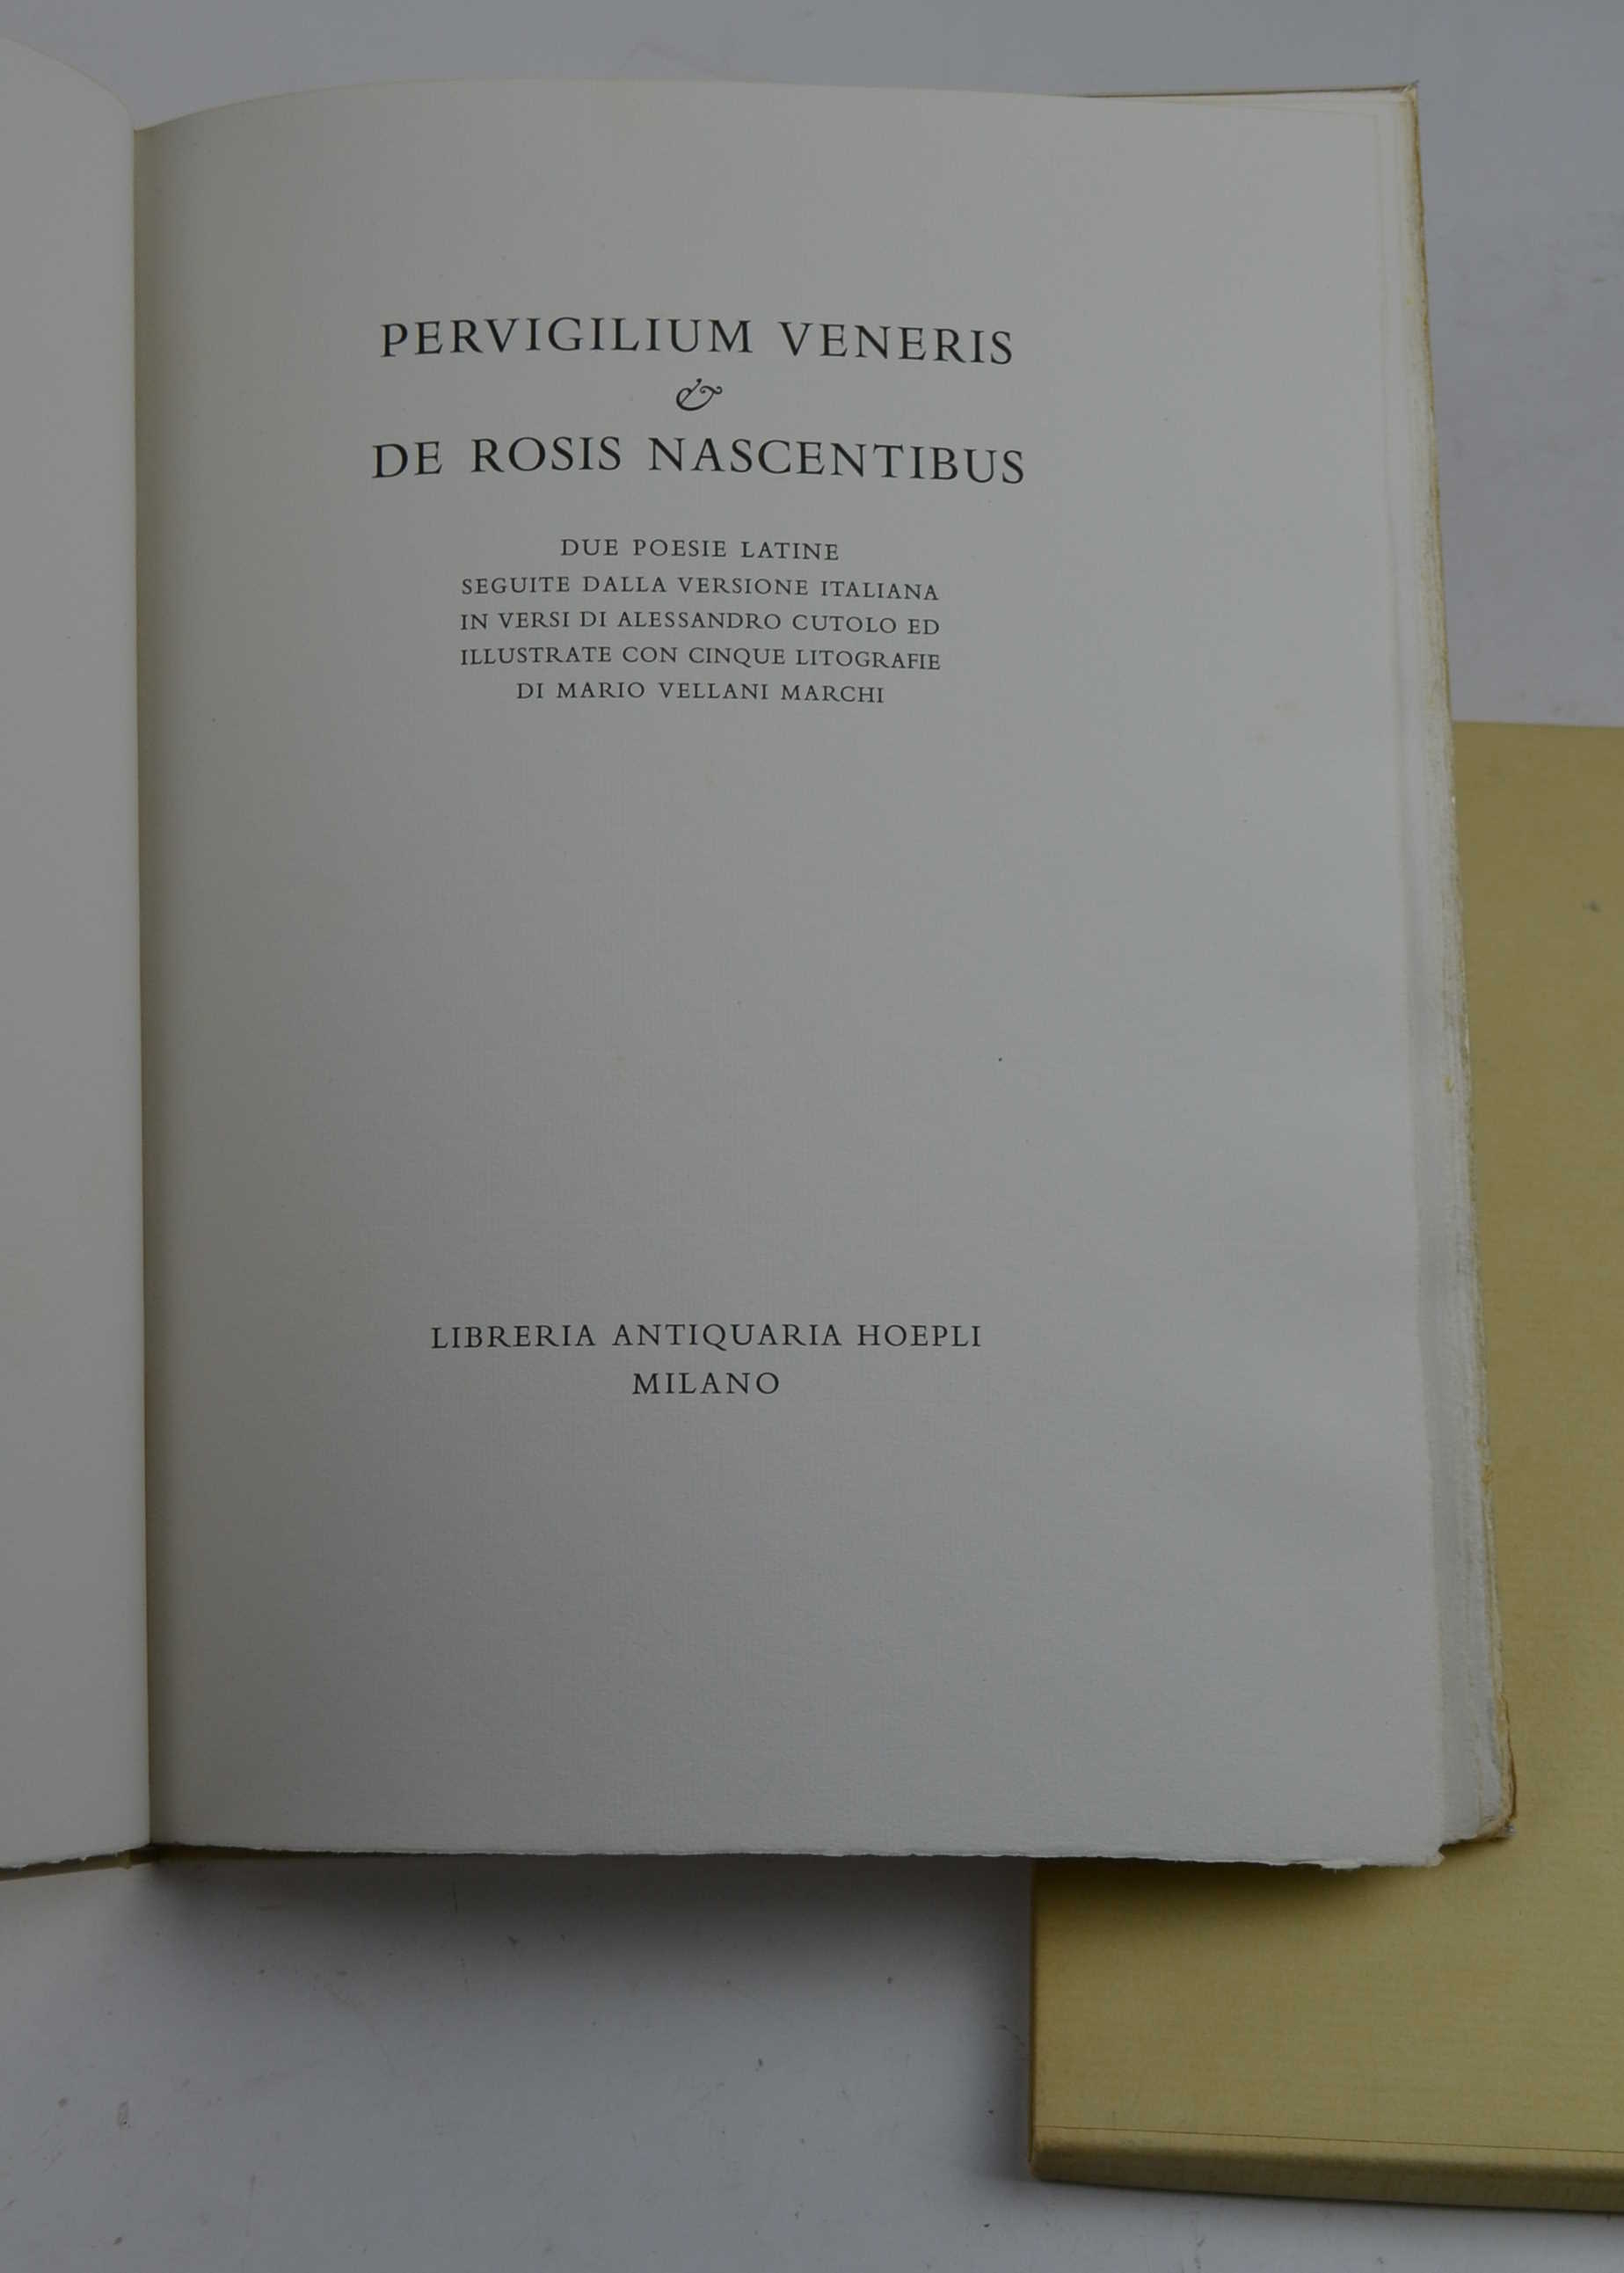 PERVIGILIUM VENERIS
&
DE ROSIS NASCENTIBUS
DUE POESIE LATINE
SEGUITE DALLA VERSIONE ITALIANA
IN VERSI DI ALESSANDRO CUTOLO ED
ILLUSTRATE CON CINQUE LITOGRAFIE
DI MARIO VELLANI MARCHI
LIBRERIA ANTIQUARIA HOEPLI
MILANO